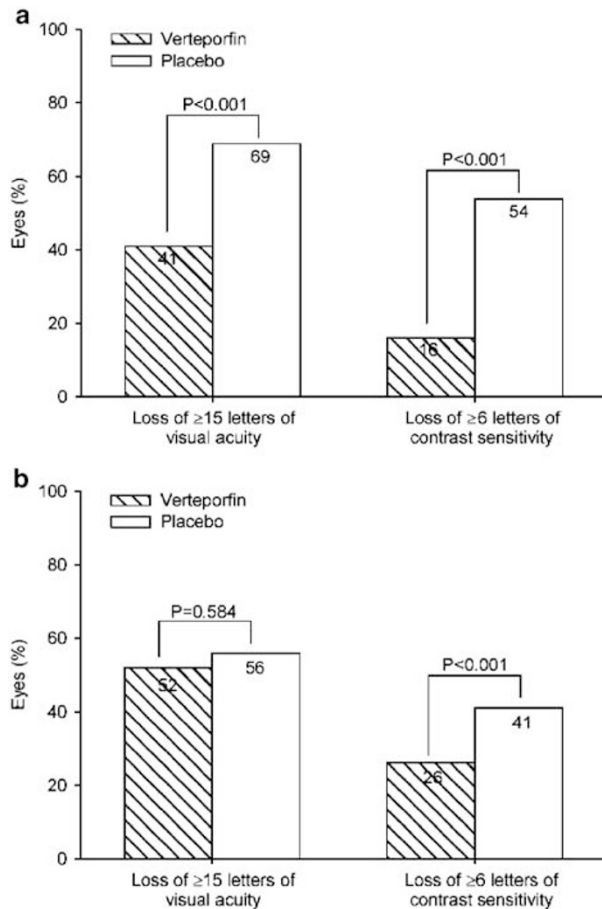 a
100
Verteporfin
Placebo
P<0.001
80
69
P<0.001
60
54
Eyes (%)
40
41
20
16
0
Loss of ≥15 letters of
visual acuity
Loss of ≥6 letters of
contrast sensitivity
b
100
Verteporfin
Placebo
80
P=0.584
60
P<0.001
52
56
Eyes (%)
40
41
26
20
0
Loss of ≥15 letters of
visual acuity
Loss of ≥6 letters of
contrast sensitivity